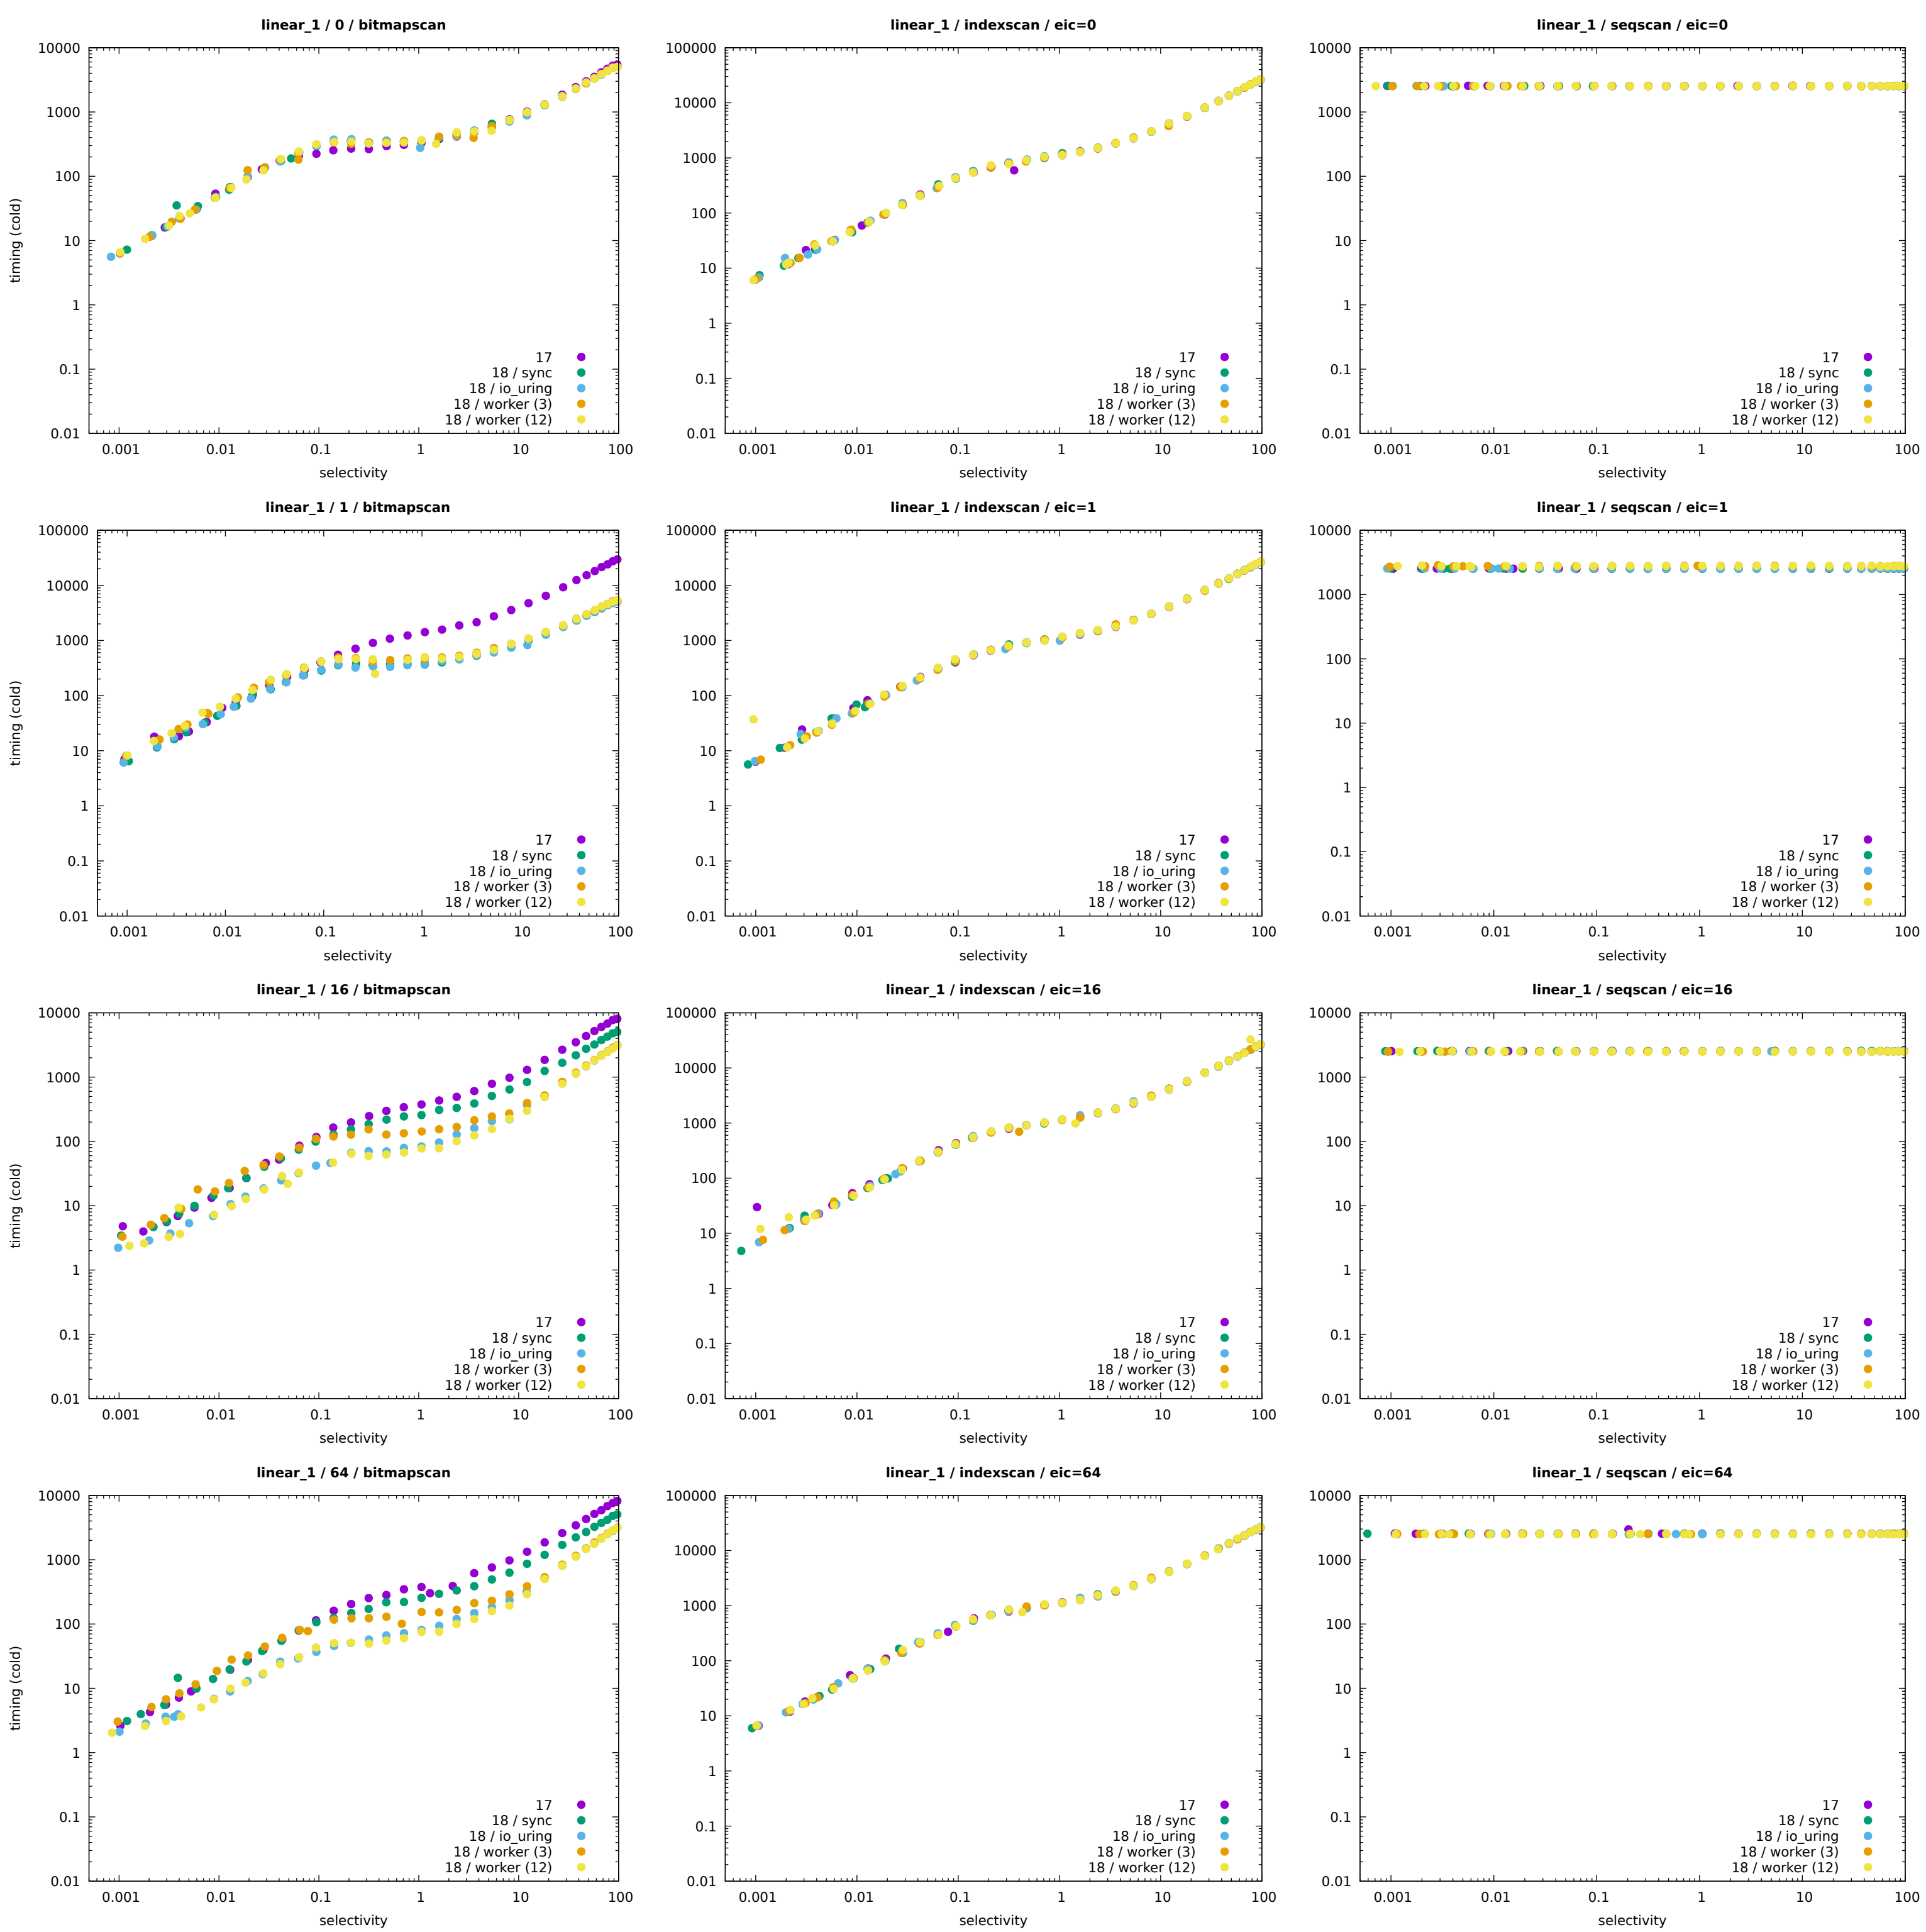 linear_1 / 0 / bitmapscan
10000
1000
100
10
1
0.1
0.01
timing (cold)
17
18 / sync
18 / io_uring
18 / worker (3)
18 / worker (12)
0.001 0.01 0.1 1 10 100
selectivity
linear_1 / indexscan / eic=0
100000
10000
1000
100
10
1
0.1
0.01
17
18 / sync
18 / io_uring
18 / worker (3)
18 / worker (12)
0.001 0.01 0.1 1 10 100
selectivity
linear_1 / seqscan / eic=0
10000
1000
100
10
1
0.1
0.01
17
18 / sync
18 / io_uring
18 / worker (3)
18 / worker (12)
0.001 0.01 0.1 1 10 100
selectivity
linear_1 / 1 / bitmapscan
100000
10000
1000
100
10
1
0.1
0.01
timing (cold)
17
18 / sync
18 / io_uring
18 / worker (3)
18 / worker (12)
0.001 0.01 0.1 1 10 100
selectivity
linear_1 / indexscan / eic=1
100000
10000
1000
100
10
1
0.1
0.01
17
18 / sync
18 / io_uring
18 / worker (3)
18 / worker (12)
0.001 0.01 0.1 1 10 100
selectivity
linear_1 / seqscan / eic=1
10000
1000
100
10
1
0.1
0.01
17
18 / sync
18 / io_uring
18 / worker (3)
18 / worker (12)
0.001 0.01 0.1 1 10 100
selectivity
linear_1 / 16 / bitmapscan
10000
1000
100
10
1
0.1
0.01
timing (cold)
17
18 / sync
18 / io_uring
18 / worker (3)
18 / worker (12)
0.001 0.01 0.1 1 10 100
selectivity
linear_1 / indexscan / eic=16
100000
10000
1000
100
10
1
0.1
0.01
17
18 / sync
18 / io_uring
18 / worker (3)
18 / worker (12)
0.001 0.01 0.1 1 10 100
selectivity
linear_1 / seqscan / eic=16
10000
1000
100
10
1
0.1
0.01
17
18 / sync
18 / io_uring
18 / worker (3)
18 / worker (12)
0.001 0.01 0.1 1 10 100
selectivity
linear_1 / 64 / bitmapscan
10000
1000
100
10
1
0.1
0.01
timing (cold)
17
18 / sync
18 / io_uring
18 / worker (3)
18 / worker (12)
0.001 0.01 0.1 1 10 100
selectivity
linear_1 / indexscan / eic=64
100000
10000
1000
100
10
1
0.1
0.01
17
18 / sync
18 / io_uring
18 / worker (3)
18 / worker (12)
0.001 0.01 0.1 1 10 100
selectivity
linear_1 / seqscan / eic=64
10000
1000
100
10
1
0.1
0.01
17
18 / sync
18 / io_uring
18 / worker (3)
18 / worker (12)
0.001 0.01 0.1 1 10 100
selectivity